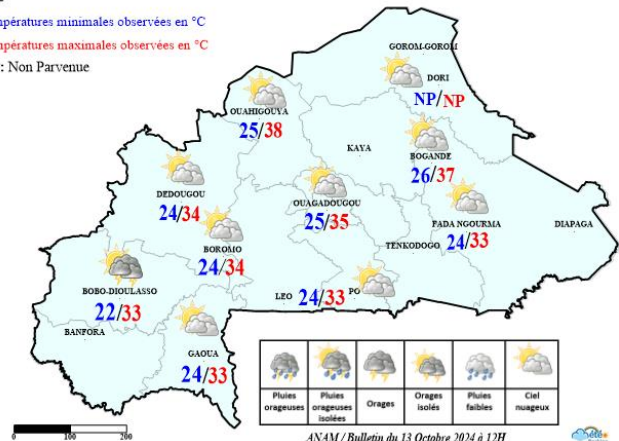 mpératures minimales observées en °C
mpératures maximales observées en °C
: Non Parvenue
GOROM-GOROM
DORI
NP/NP
OUAHIGOUYA
25/38
KAYA
BOGANDE
26/37
DEDOUGOU
24/34
OUAGADOUGOU
25/35
FADA NGOURMA
24/33
DIAPAGA
BOROMO
24/34
TENKODOGO
BOBO-DIOULASSO
22/33
LEO
24/33
PO
BANFORA
GAOUA
24/33
Pluies orageuses
Pluies orageuses isolées
Orages
Orages isolés
Pluies faibles
Ciel nuageux
0 100 200
ANAM / Bulletin du 13 Octobre 2024 à 12H